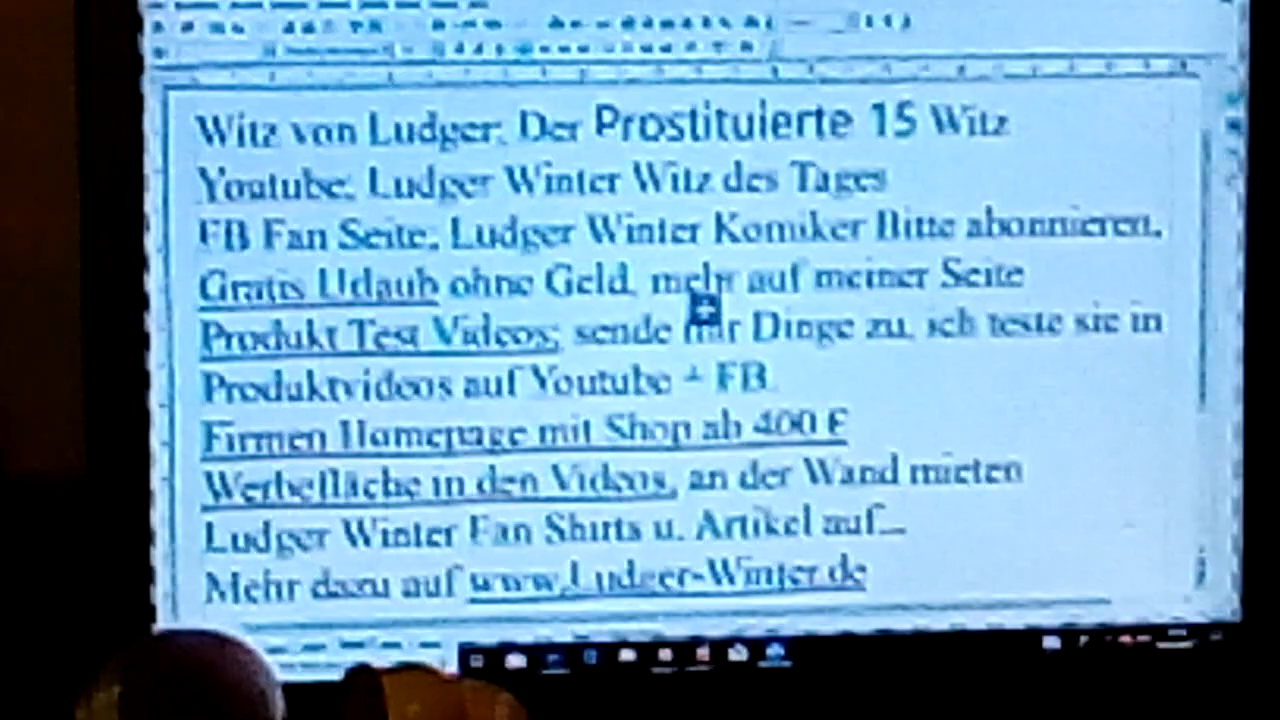 Witz von Ludger: Der Prostituierte 15 Witz
Youtube: Ludger Winter Witz des Tages
FB Fan Seite: Ludger Winter Komiker Bitte abonnieren.
Gratis Urlaub ohne Geld, mehr auf meiner Seite
Produkt Test Videos; sende mir Dinge zu, ich teste sie in
Produktvideos auf Youtube + FB.
Firmen Homepage mit Shop ab 400 €
Werbefläche in den Videos, an der Wand mieten
Ludger Winter Fan Shirts u. Artikel auf...
Mehr dazu auf www.Ludger-Winter.de